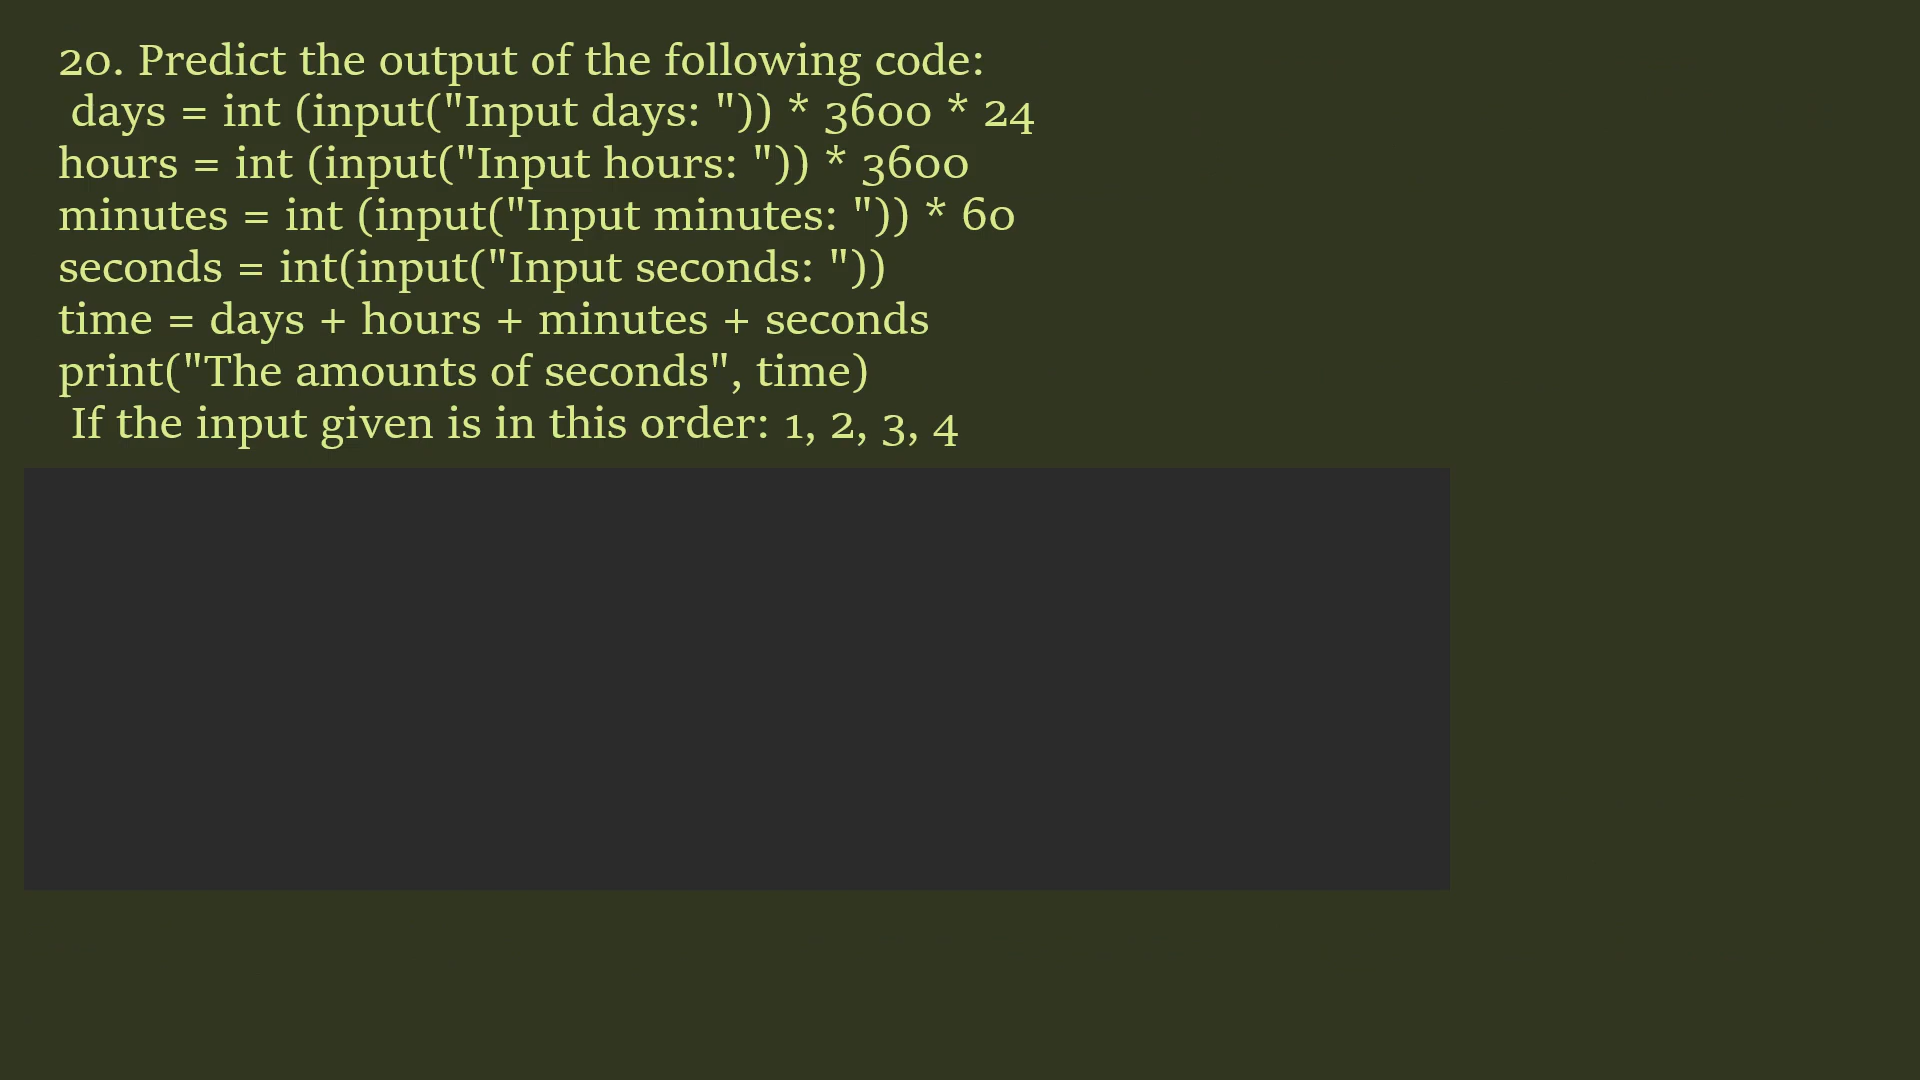 20. Predict the output of the following code:
days = int (input("Input days: ")) * 3600 * 24
hours = int (input("Input hours: ")) * 3600
minutes = int (input("Input minutes: ")) * 60
seconds = int(input("Input seconds: "))
time = days + hours + minutes + seconds
print("The amounts of seconds", time)
If the input given is in this order: 1, 2, 3, 4